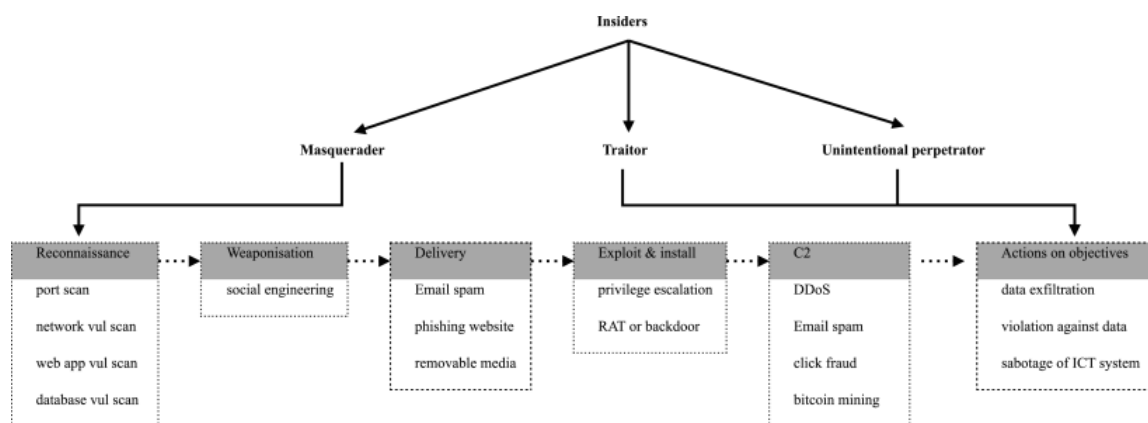 Insiders
Masquerader
Traitor
Unintentional perpetrator
Reconnaissance
port scan
network vul scan
web app vul scan
database vul scan
Weaponisation
social engineering
Delivery
Email spam
phishing website
removable media
Exploit & install
privilege escalation
RAT or backdoor
C2
DDoS
Email spam
click fraud
bitcoin mining
Actions on objectives
data exfiltration
violation against data
sabotage of ICT system